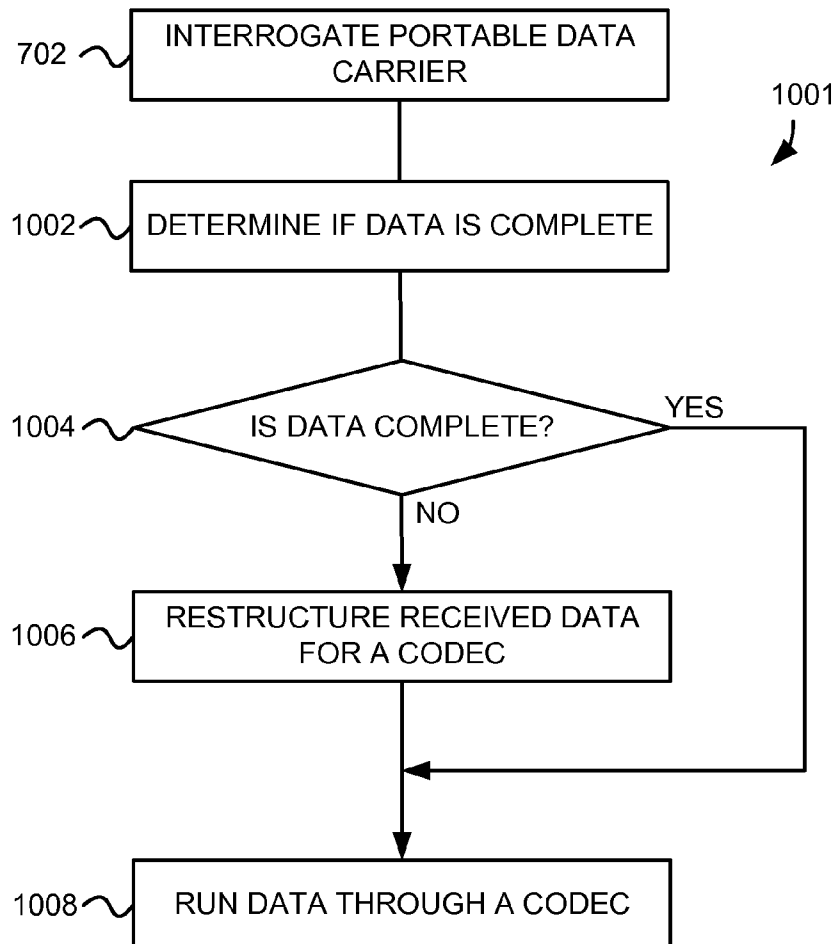 702
INTERROGATE PORTABLE DATA
CARRIER
1001
1002
DETERMINE IF DATA IS COMPLETE
1004
IS DATA COMPLETE?
YES
NO
1006
RESTRUCTURE RECEIVED DATA
FOR A CODEC
1008
RUN DATA THROUGH A CODEC